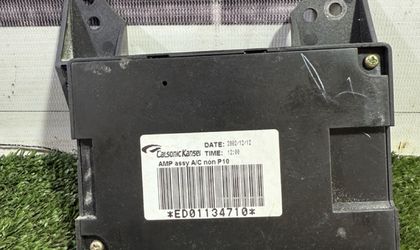 Calsonic Kansei
DATE: 2002/12/12
TIME: 12:00
AMP assy A/C non P10
*ED01134710*